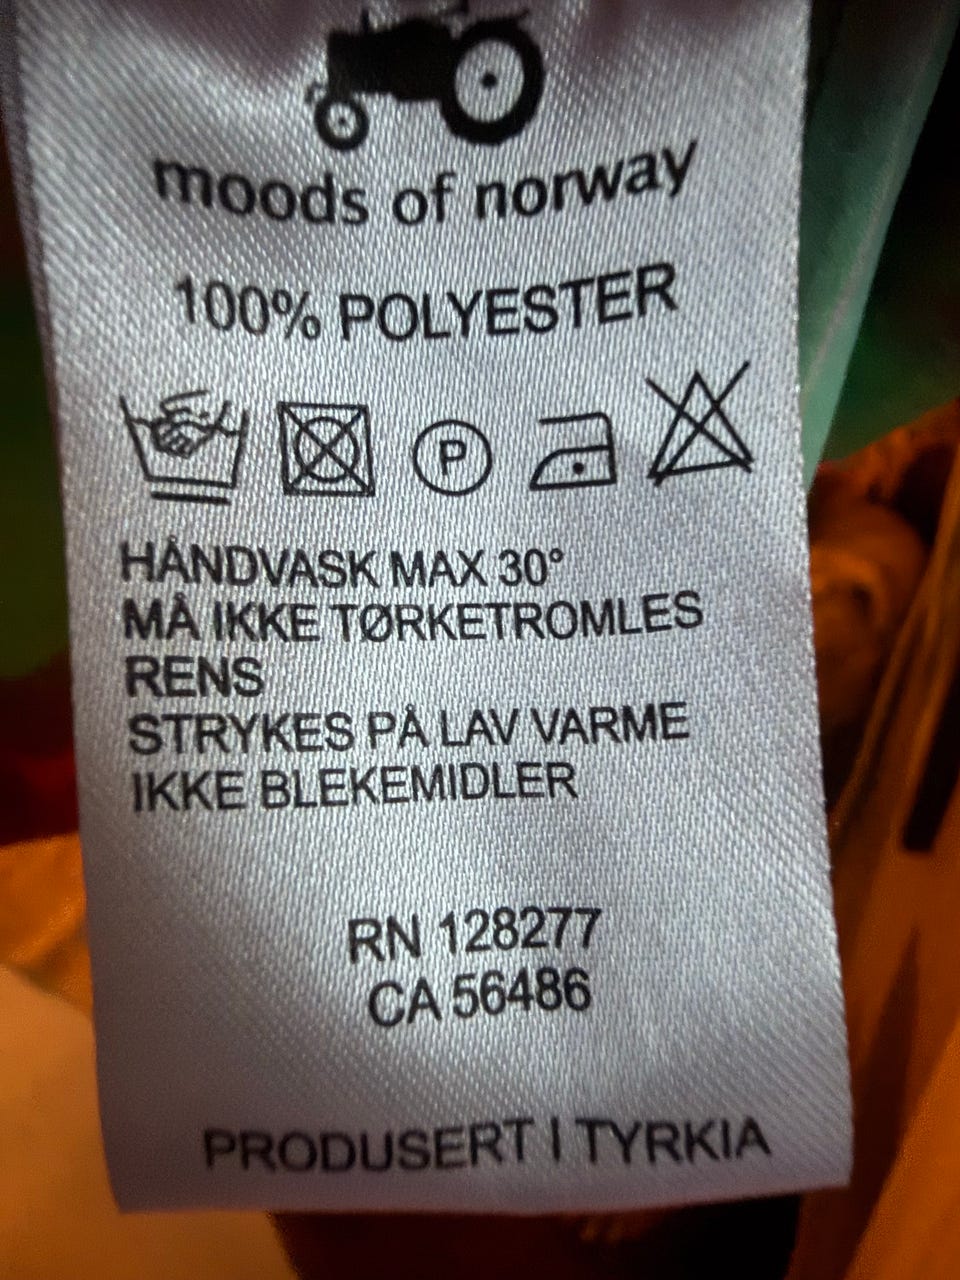 moods of norway
100% POLYESTER
P
HÅNDVASK MAX 30°
MÅ IKKE TØRKETROMLES
RENS
STRYKES PÅ LAV VARME
IKKE BLEKEMIDLER
RN 128277
CA 56486
PRODUSERT I TYRKIA